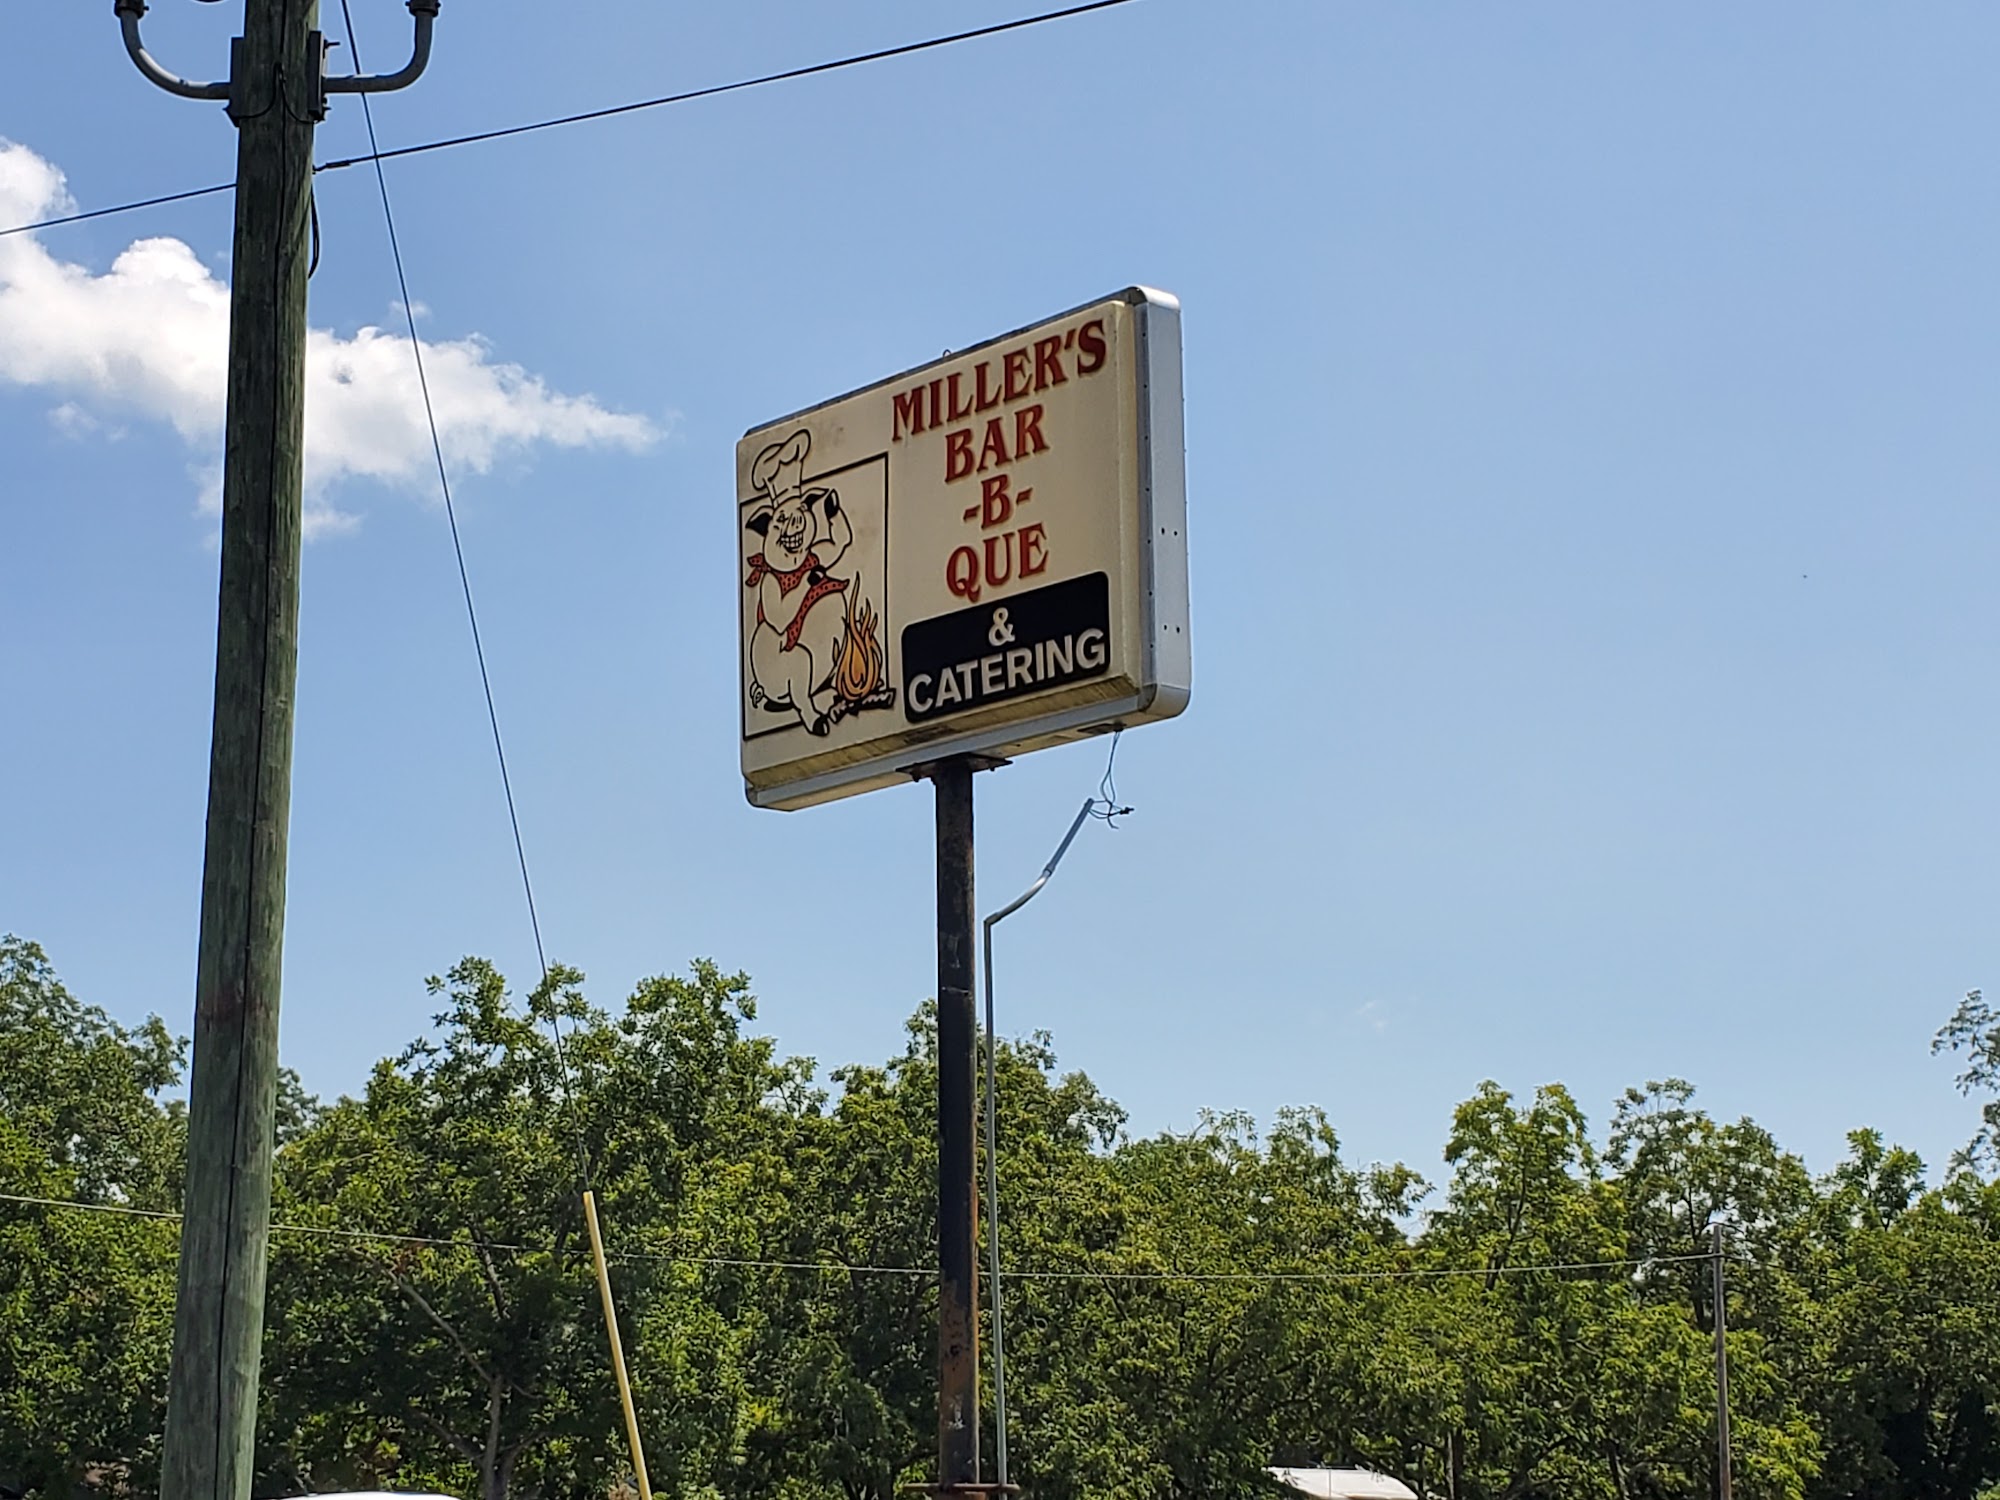 MILLER'S
BAR
-B-
QUE
&
CATERING